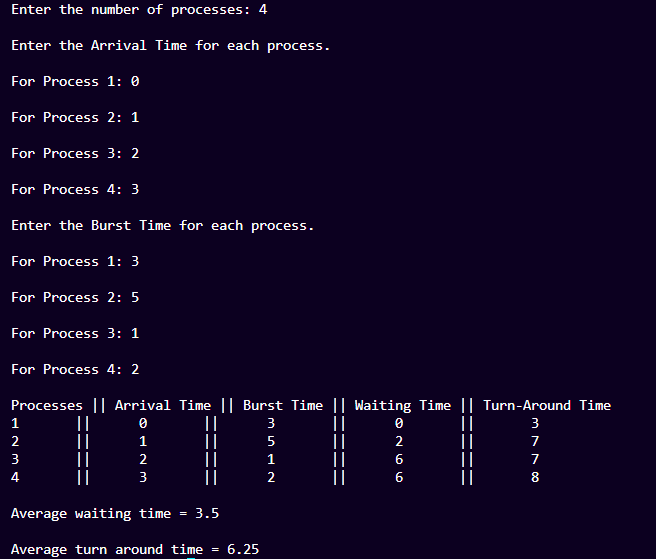 Enter the number of processes: 4
Enter the Arrival Time for each process.
For Process 1: 0
For Process 2: 1
For Process 3: 2
For Process 4: 3
Enter the Burst Time for each process.
For Process 1: 3
For Process 2: 5
For Process 3: 1
For Process 4: 2
Processes || Arrival Time || Burst Time || Waiting Time || Turn-Around Time
1 || 0 || 3 || 0 || 3
2 || 1 || 5 || 2 || 7
3 || 2 || 1 || 6 || 7
4 || 3 || 2 || 6 || 8
Average waiting time = 3.5
Average turn around time = 6.25